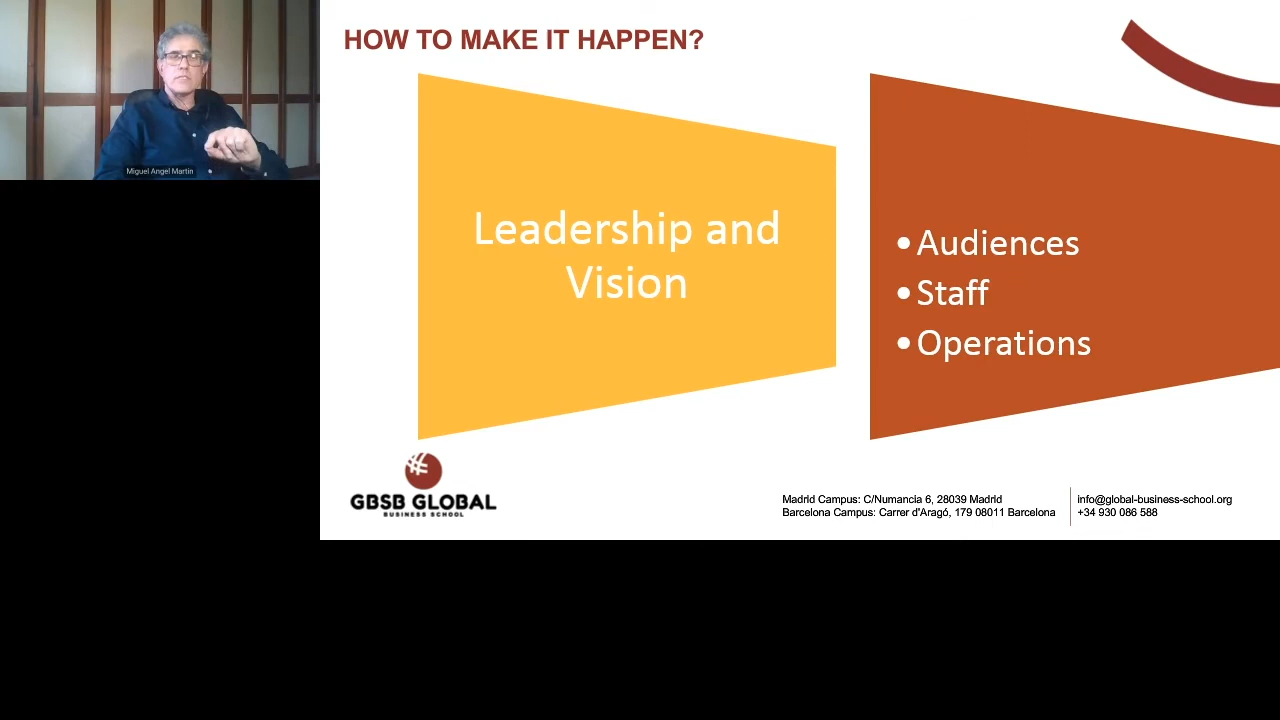 HOW TO MAKE IT HAPPEN?
Miguel Angel Martin
Leadership and
Vision
• Audiences
• Staff
• Operations
GBSB GLOBAL
BUSINESS SCHOOL
Madrid Campus: C/Numancia 6, 28039 Madrid
Barcelona Campus: Carrer d'Aragó, 179 08011 Barcelona
info@global-business-school.org
+34 930 086 588